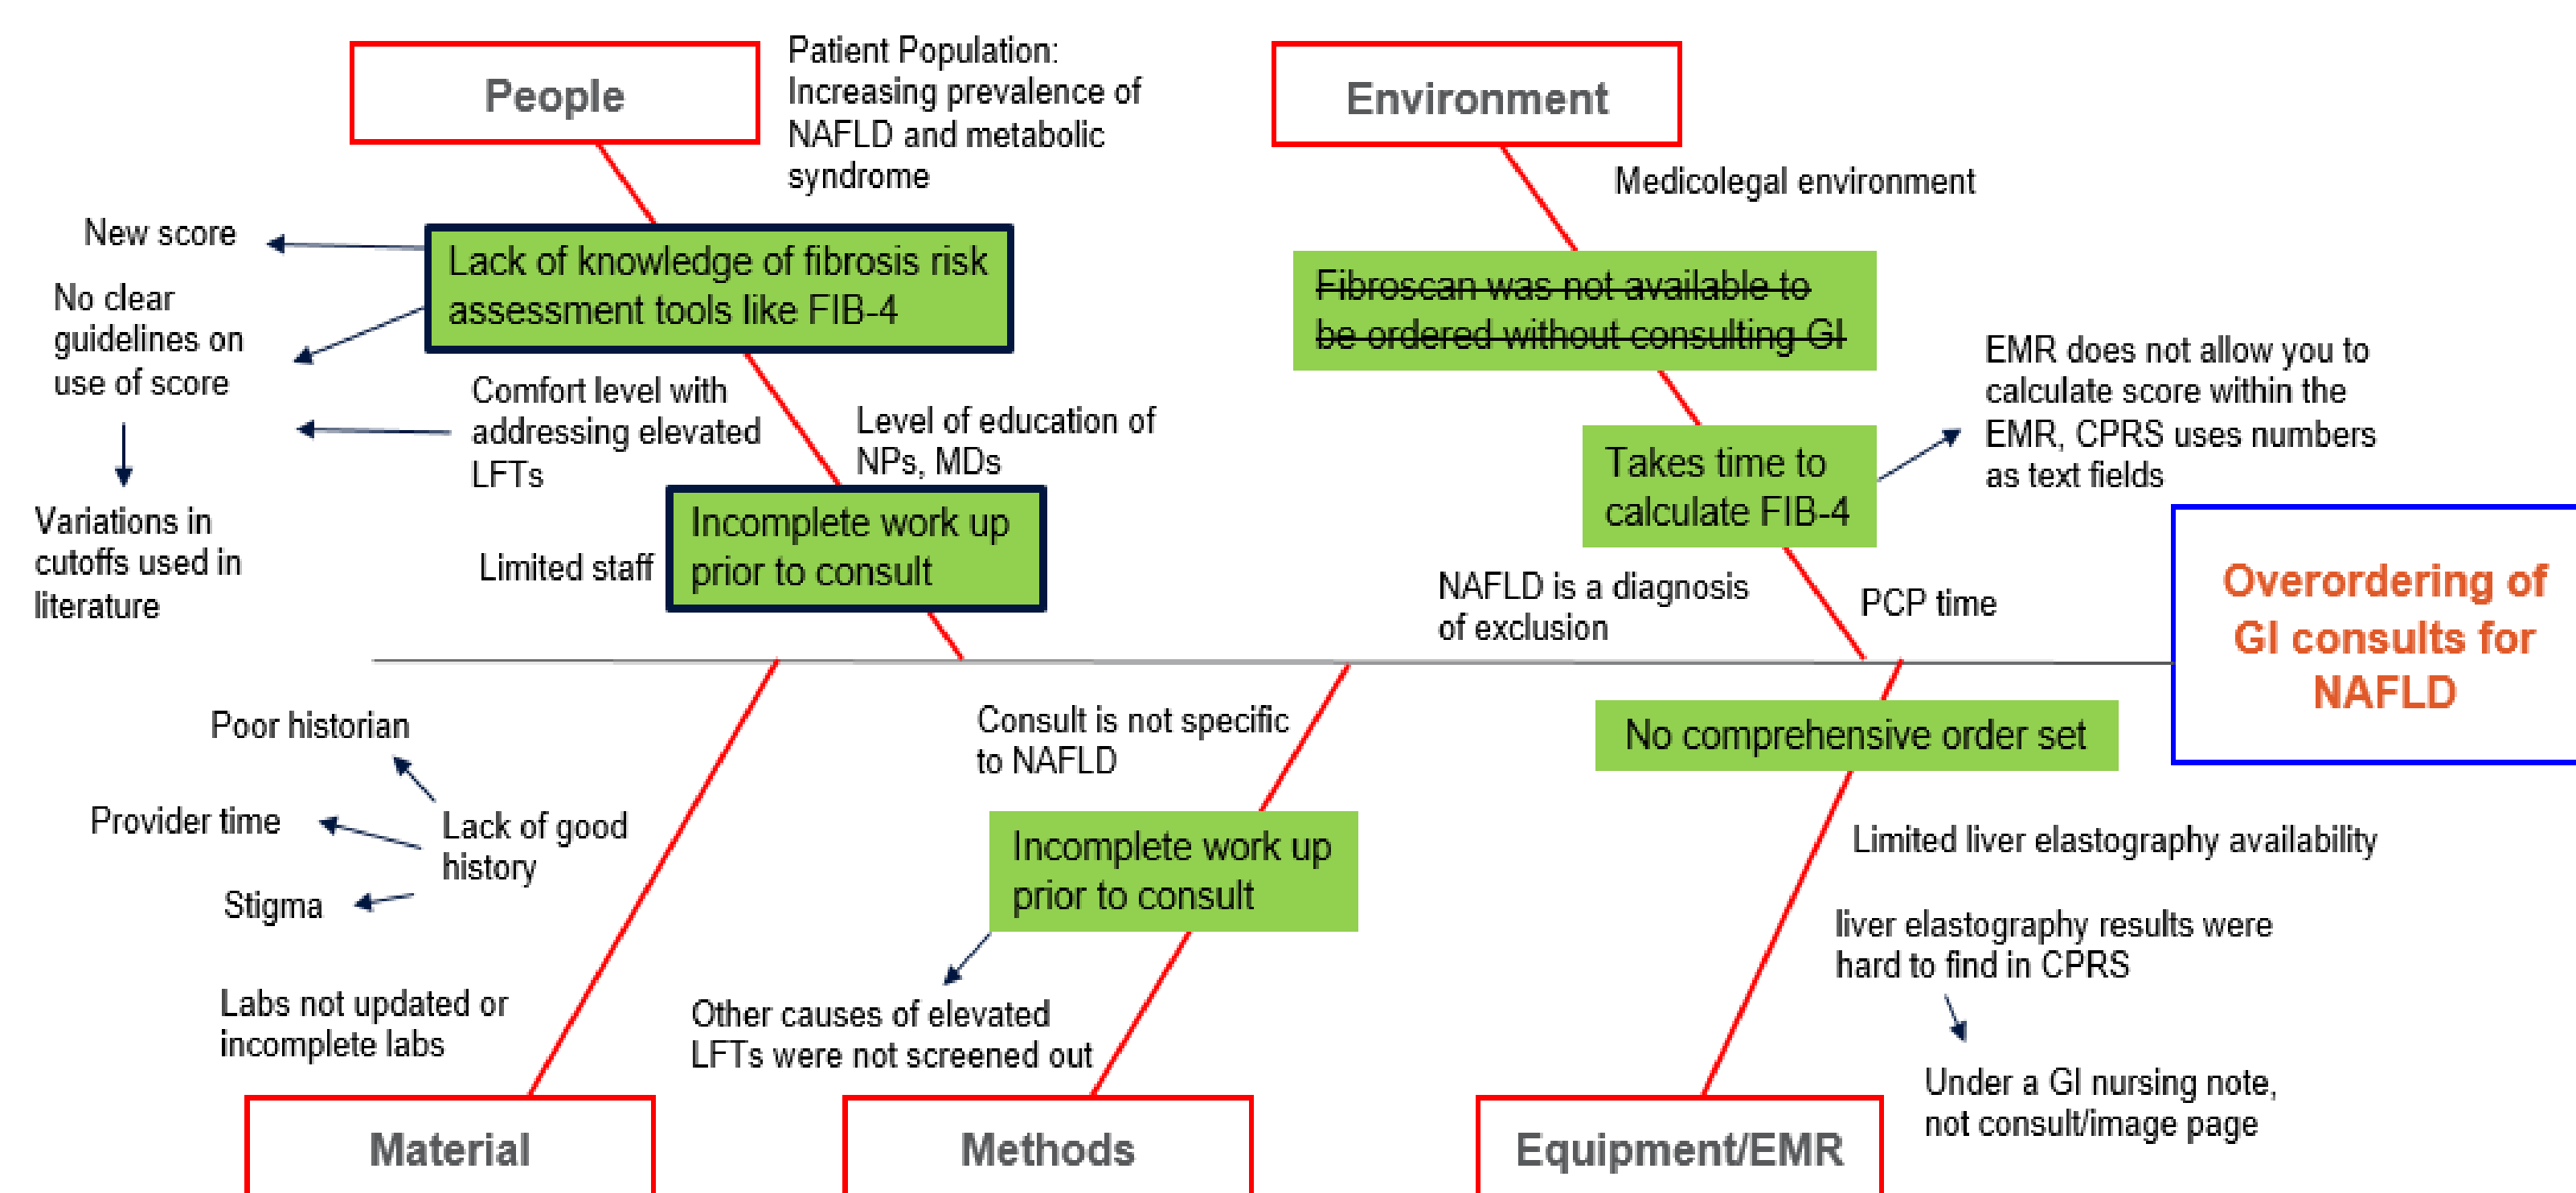 People
Patient Population:
Increasing prevalence of
NAFLD and metabolic
syndrome
New score
Lack of knowledge of fibrosis risk
assessment tools like FIB-4
No clear
guidelines on
use of score
Comfort level with
addressing elevated
LFTs
Level of education of
NPs, MDs
Variations in
cutoffs used in
literature
Limited staff
Incomplete work up
prior to consult
Environment
Medicolegal environment
Fibroscan was not available to
be ordered without consulting GI
EMR does not allow you to
calculate score within the
EMR, CPRS uses numbers
as text fields
Takes time to
calculate FIB-4
NAFLD is a diagnosis
of exclusion
PCP time
Overordering of
GI consults for
NAFLD
Poor historian
Provider time
Lack of good
history
Stigma
Labs not updated or
incomplete labs
Material
Consult is not specific
to NAFLD
Incomplete work up
prior to consult
Other causes of elevated
LFTs were not screened out
Methods
No comprehensive order set
Limited liver elastography availability
liver elastography results were
hard to find in CPRS
Under a GI nursing note,
not consult/image page
Equipment/EMR